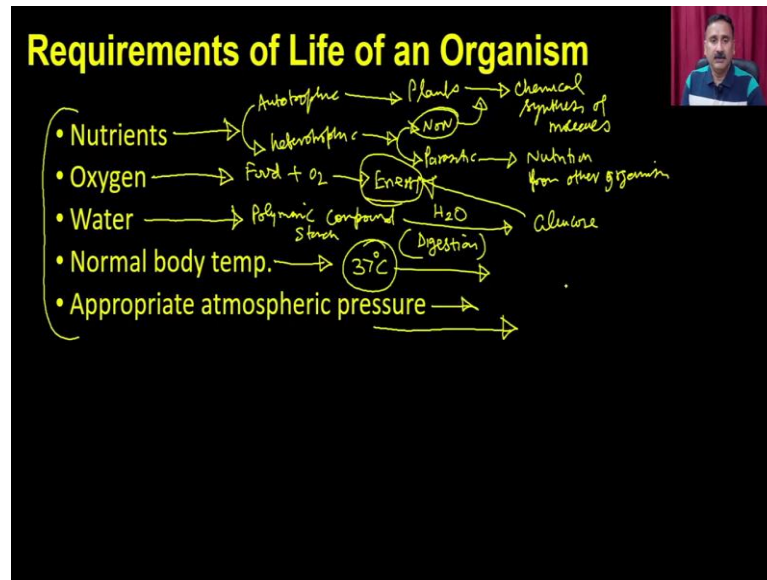 Requirements of Life of an Organism
Autotrophic → Plants → Chemical synthesis of molecules
• Nutrients → heterotrophic → Non
Parasitic → Nutrition from other organism
• Oxygen → Food + O2 → Energy
• Water → Polymeric compound H2O → Glucose
Starch (Digestion)
• Normal body temp. → 37°C →
• Appropriate atmospheric pressure →